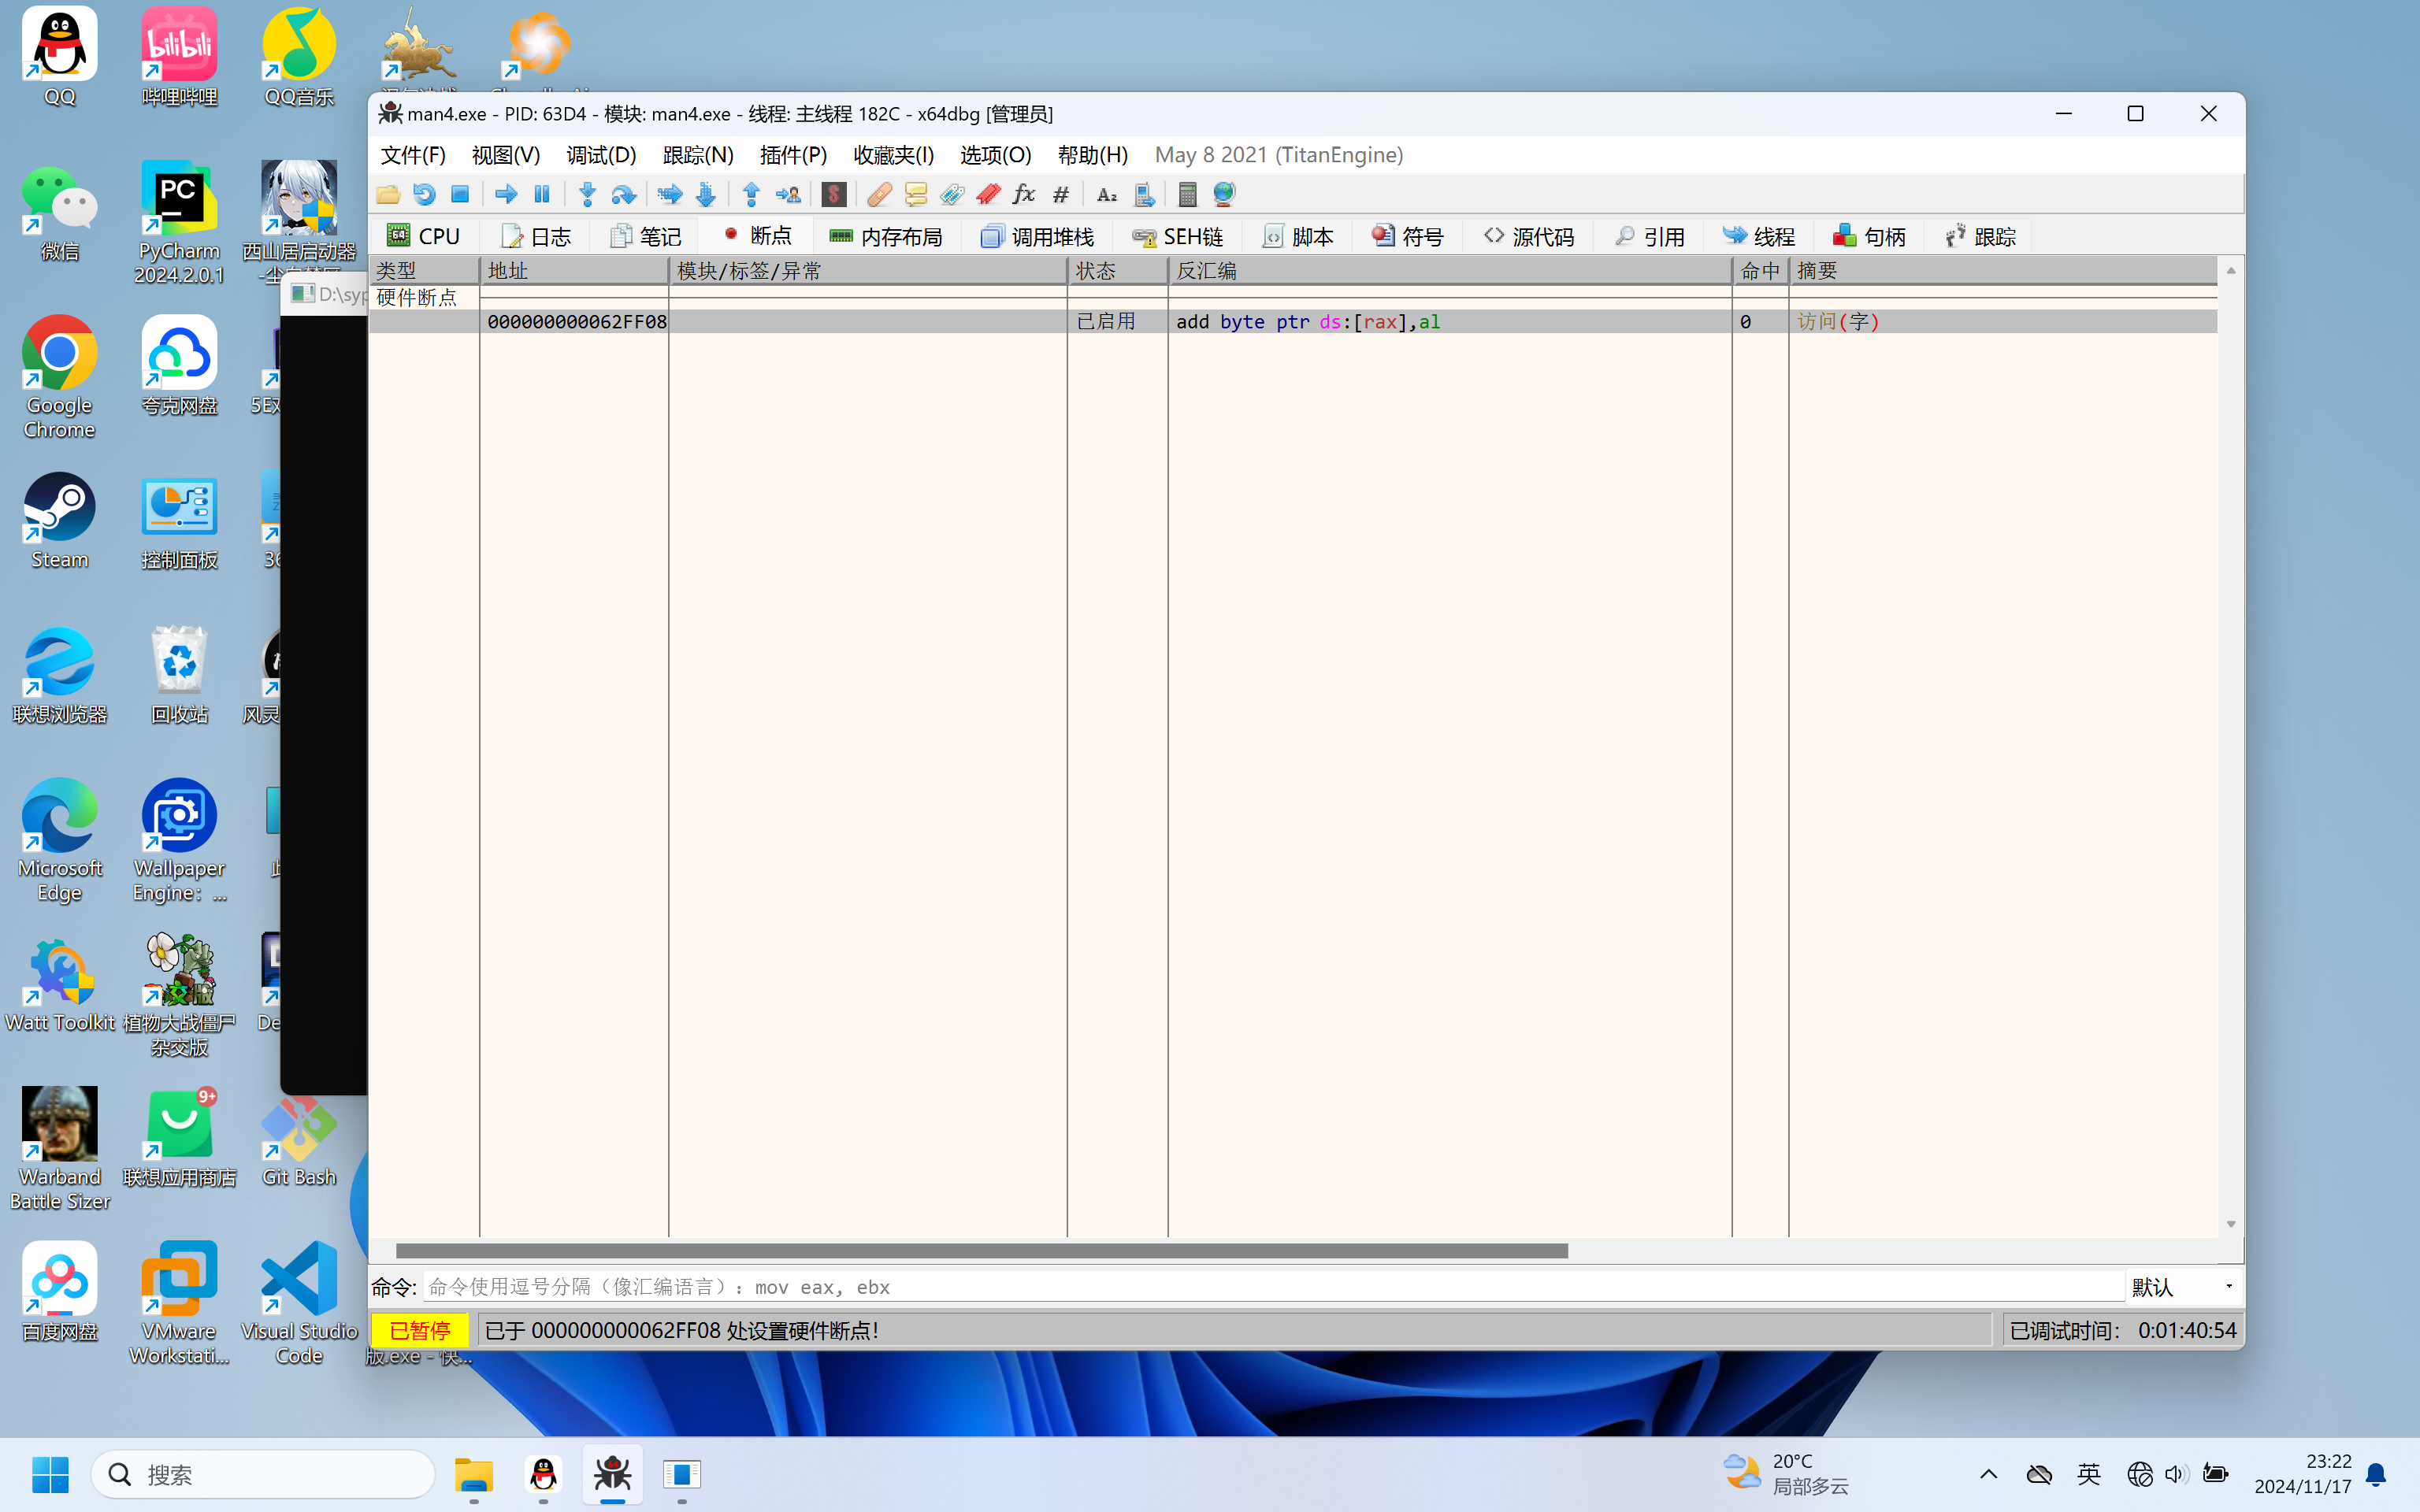 QQ
哔哩哔哩
bilibili
QQ音乐
微信
PyCharm
2024.2.0.1
PC
西山居启动器
Google
Chrome
夸克网盘
Steam
控制面板
联想浏览器
回收站
风灵
Microsoft
Edge
Wallpaper
Engine：...
Watt Toolkit
植物大战僵尸
杂交版
De
Warband
Battle Sizer
9+
联想应用商店
Git Bash
百度网盘
VMware
Workstati...
Visual Studio
Code
版.exe - 快...
D:\syp
man4.exe - PID: 63D4 - 模块: man4.exe - 线程: 主线程 182C - x64dbg [管理员]
文件(F) 视图(V) 调试(D) 跟踪(N) 插件(P) 收藏夹(I) 选项(O) 帮助(H) May 8 2021 (TitanEngine)
CPU 日志 笔记 断点 内存布局 调用堆栈 SEH链 脚本 符号 源代码 引用 线程 句柄 跟踪
类型 地址 模块/标签/异常 状态 反汇编 命中 摘要
硬件断点
000000000062FF08 已启用 add byte ptr ds:[rax],al 0 访问(字)
命令: 命令使用逗号分隔（像汇编语言）: mov eax, ebx 默认
已暂停 已于 000000000062FF08 处设置硬件断点! 已调试时间: 0:01:40:54
搜索
20°C
局部多云
英
23:22
2024/11/17